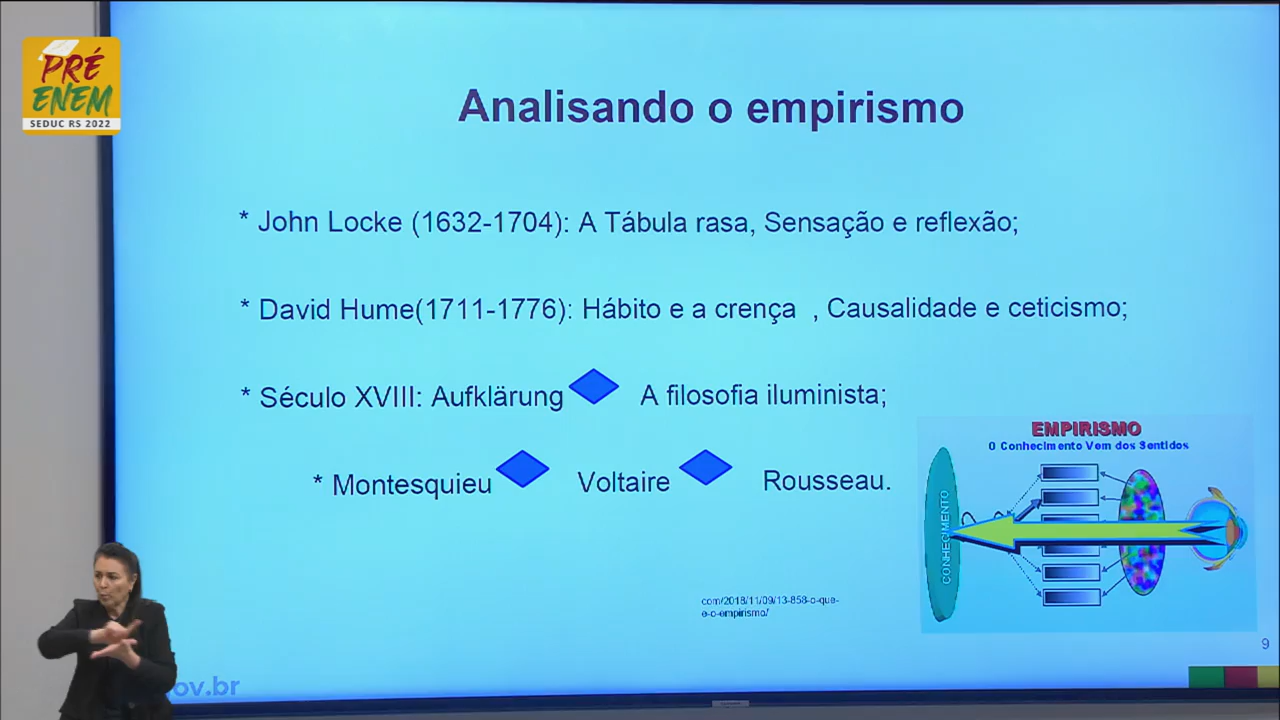 PRÉ
ENEM
SEDUC RS 2022
Analisando o empirismo
* John Locke (1632-1704): A Tábula rasa, Sensação e reflexão;
* David Hume(1711-1776): Hábito e a crença , Causalidade e ceticismo;
* Século XVIII: Aufklärung A filosofia iluminista;
* Montesquieu Voltaire Rousseau.
EMPIRISMO
O Conhecimento Vem dos Sentidos
CONHECIMENTO
com/2018/11/09/13-858-o-que-
e-o-empirismo/
9
ov.br